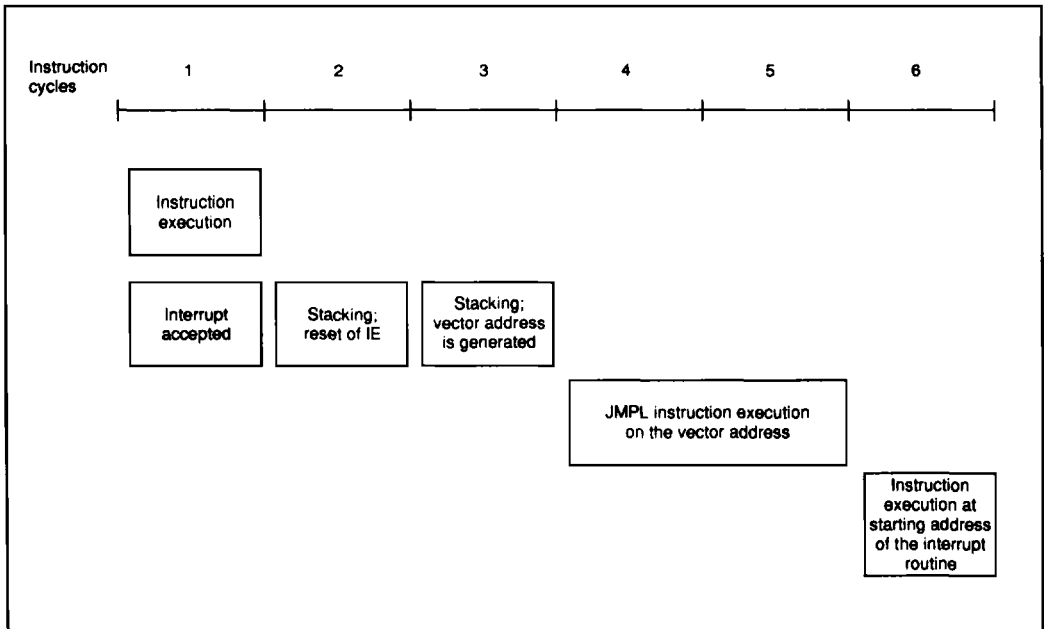 Instruction
cycles
1 2 3 4 5 6
Instruction
execution
Interrupt
accepted
Stacking;
reset of IE
Stacking;
vector address
is generated
JMPL instruction execution
on the vector address
Instruction
execution at
starting address
of the interrupt
routine